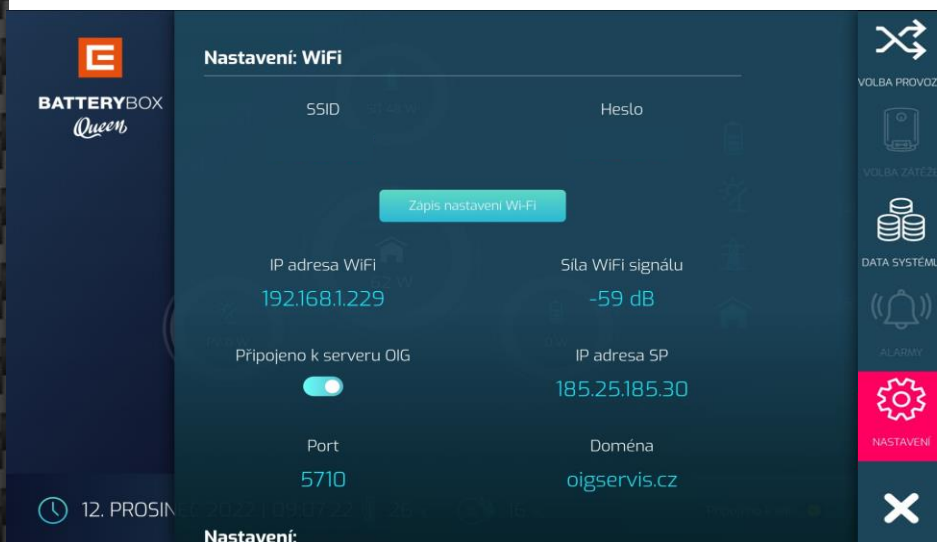 Nastavení: WiFi
BATTERYBOX
Queen
SSID
Heslo
Zápis nastavení Wi-Fi
IP adresa WiFi
192.168.1.229
Síla WiFi signálu
-59 dB
Připojeno k serveru OIG
IP adresa SP
185.25.185.30
Port
5710
Doména
oigservis.cz
12. PROSIN
Nastavení:
VOLBA PROVOZ
VOLBA ZÁTĚŽE
DATA SYSTÉMU
ALARMY
NASTAVENÍ